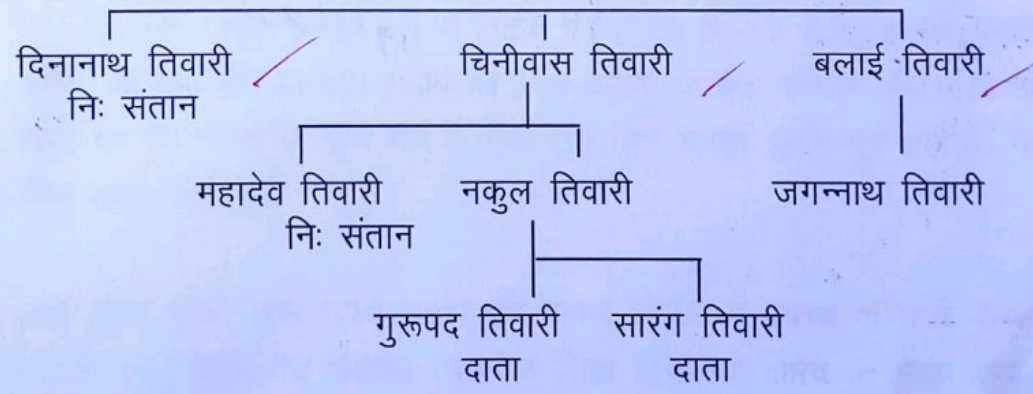 दिनानाथ तिवारी चिनीवास तिवारी बलाई तिवारी
निः संतान
महादेव तिवारी नकुल तिवारी जगन्नाथ तिवारी
निः संतान
गुरूपद तिवारी सारंग तिवारी
दाता दाता